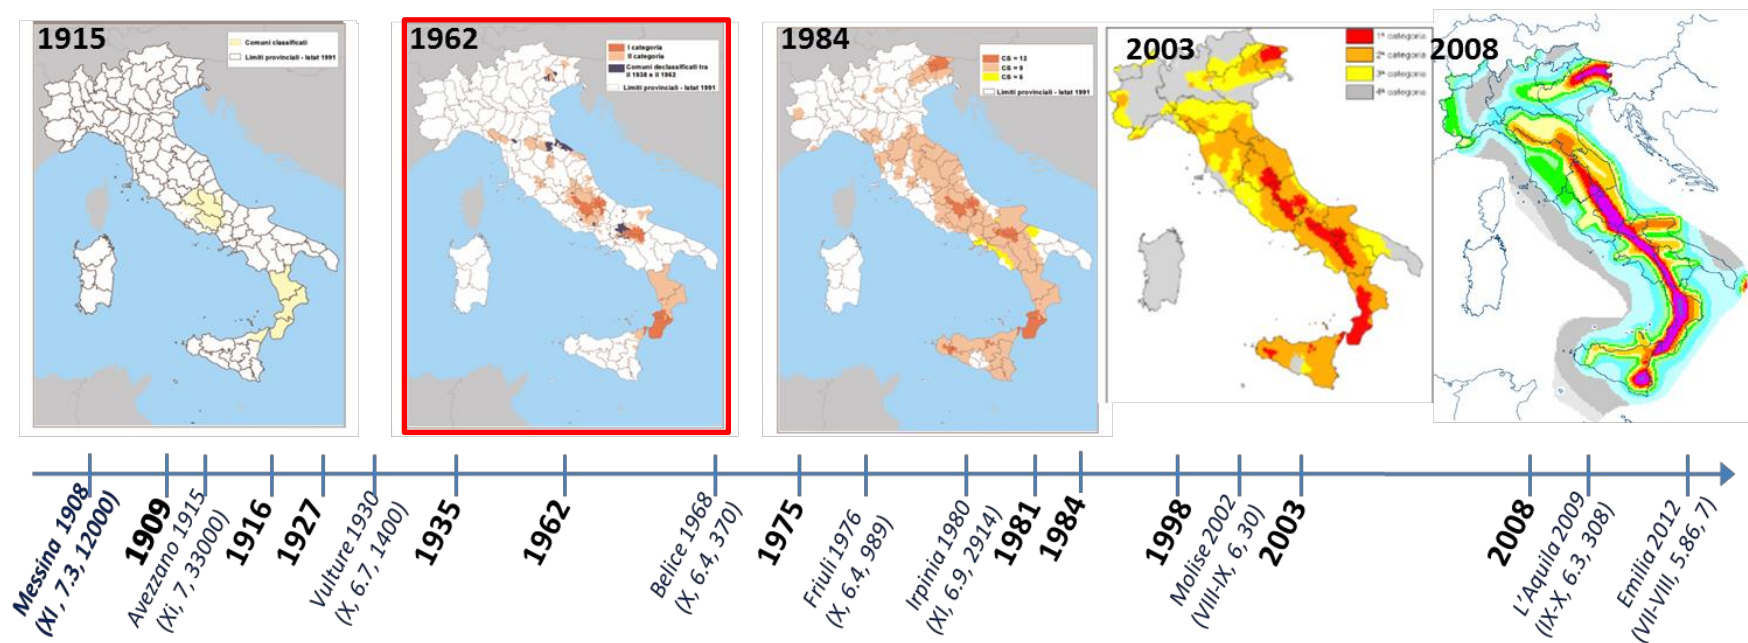 1915
Comuni classificati
Limiti provinciali - Istat 1991
1962
I categoria
II categoria
Comuni declassificati tra
il 1938 e il 1962
Limiti provinciali - Istat 1991
1984
CS = 12
CS = 9
CS = 6
Limiti provinciali - Istat 1991
2003
1ª categoria
2ª categoria
3ª categoria
4ª categoria
2008
Messina 1908
(XI, 7.3, 12000)
1909
Avezzano 1915
(Xi, 7, 33000)
1916
1927
Vulture 1930
(X, 6.7, 1400)
1935
1962
Belice 1968
(X, 6.4, 370)
1975
Friuli 1976
(X, 6.4, 989)
Irpinia 1980
(XI, 6.9, 2914)
1981
1984
1998
Molise 2002
(VIII-IX, 6, 30)
2003
2008
L'Aquila 2009
(IX-X, 6.3, 308)
Emilia 2012
(VII-VIII, 5.86, 7)